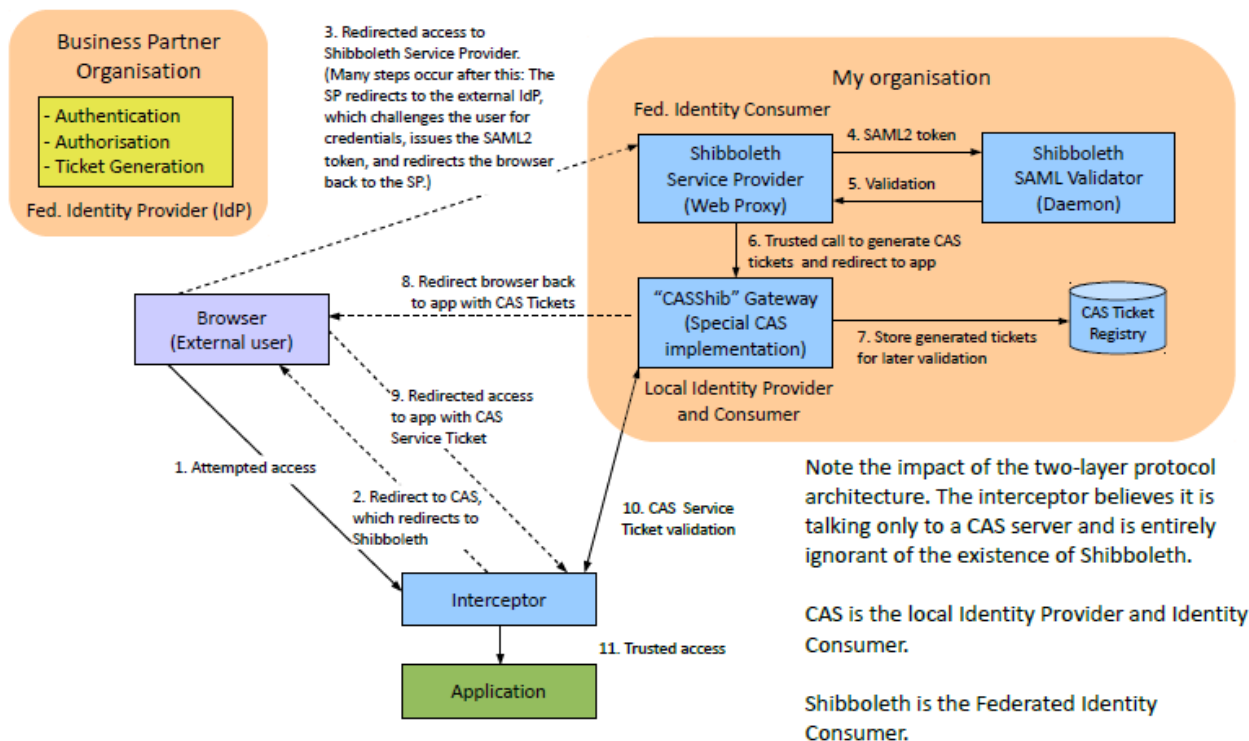 Business Partner
Organisation
- Authentication
- Authorisation
- Ticket Generation
Fed. Identity Provider (IdP)
3. Redirected access to
Shibboleth Service Provider.
(Many steps occur after this: The
SP redirects to the external IdP,
which challenges the user for
credentials, issues the SAML2
token, and redirects the browser
back to the SP.)
My organisation
Fed. Identity Consumer
Shibboleth
Service Provider
(Web Proxy)
4. SAML2 token
5. Validation
Shibboleth
SAML Validator
(Daemon)
6. Trusted call to generate CAS
tickets and redirect to app
8. Redirect browser back
to app with CAS Tickets
Browser
(External user)
“CASShib” Gateway
(Special CAS
implementation)
7. Store generated tickets
for later validation
CAS Ticket
Registry
Local Identity Provider
and Consumer
9. Redirected access
to app with CAS
Service Ticket
1. Attempted access
2. Redirect to CAS,
which redirects to
Shibboleth
10. CAS Service
Ticket validation
Interceptor
11. Trusted access
Application
Note the impact of the two-layer protocol
architecture. The interceptor believes it is
talking only to a CAS server and is entirely
ignorant of the existence of Shibboleth.
CAS is the local Identity Provider and Identity
Consumer.
Shibboleth is the Federated Identity
Consumer.